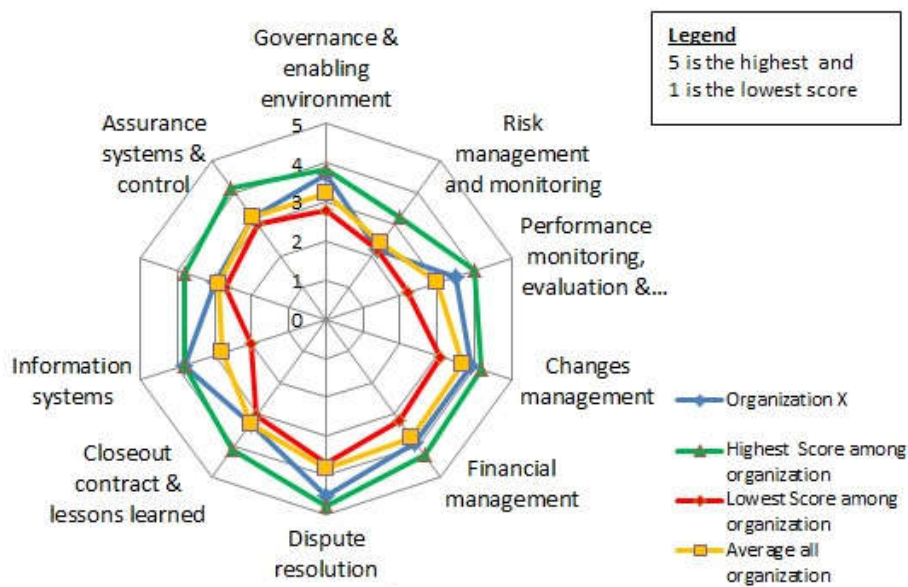 Legend
5 is the highest and
1 is the lowest score
Governance &
enabling
environment
Risk
management
and monitoring
Performance
monitoring,
evaluation &...
Changes
management
Financial
management
Dispute
resolution
Closeout
contract &
lessons learned
Information
systems
Assurance
systems &
control
5
4
3
2
1
0
Organization X
Highest Score among
organization
Lowest Score among
organization
Average all
organization